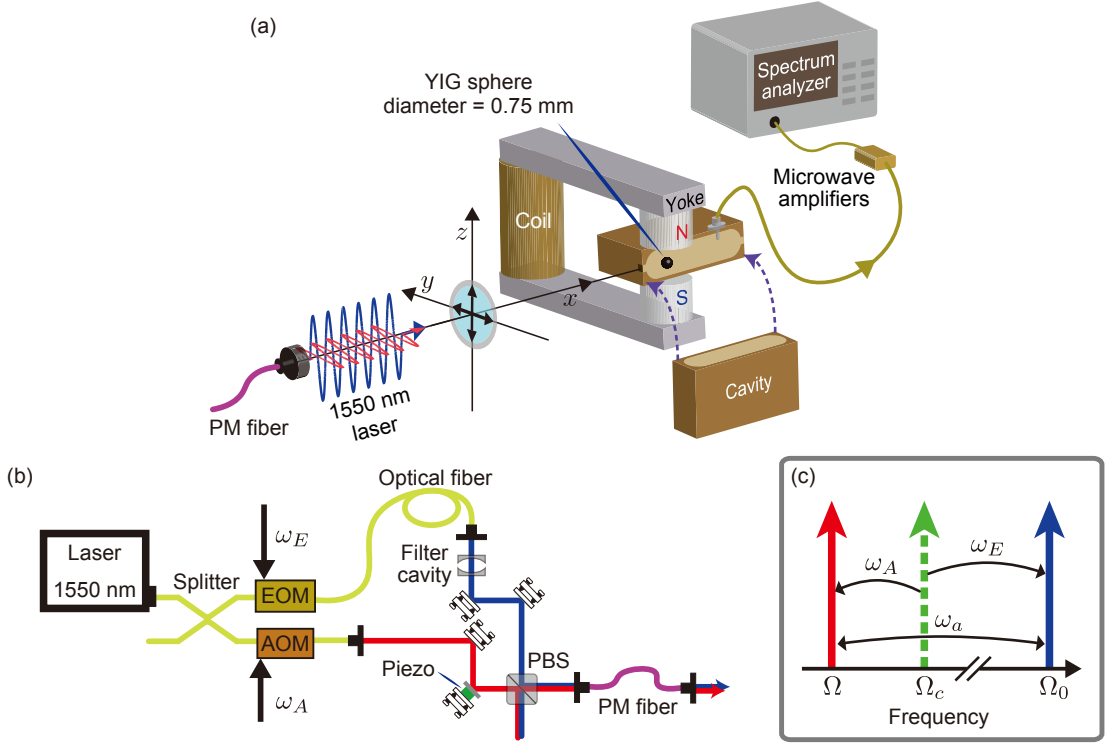 (a)
YIG sphere
diameter = 0.75 mm
Spectrum
analyzer
Microwave
amplifiers
Yoke
N
Coil
z
y
x
S
Cavity
1550 nm
laser
PM fiber
(b)
Optical fiber
ω_E
Laser
1550 nm
Splitter
EOM
Filter
cavity
AOM
ω_A
Piezo
PBS
PM fiber
(c)
ω_E
ω_A
ω_a
Ω
Ω_c
Ω_0
Frequency